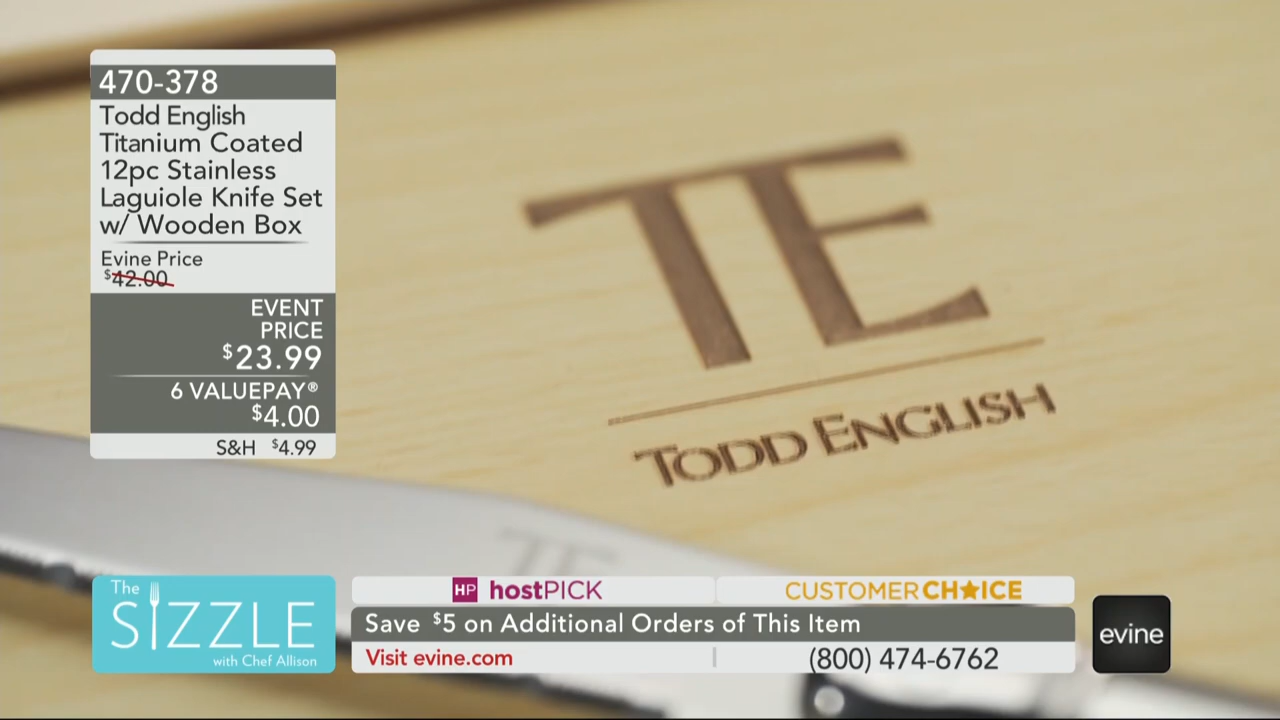 470-378
Todd English
Titanium Coated
12pc Stainless
Laguiole Knife Set
w/ Wooden Box
Evine Price
$42.00
EVENT
PRICE
$23.99
6 VALUEPAY®
$4.00
S&H $4.99
TE
TODD ENGLISH
TE
The
SIZZLE
with Chef Allison
HP hostPICK
CUSTOMER CH★ICE
Save $5 on Additional Orders of This Item
Visit evine.com
(800) 474-6762
evine